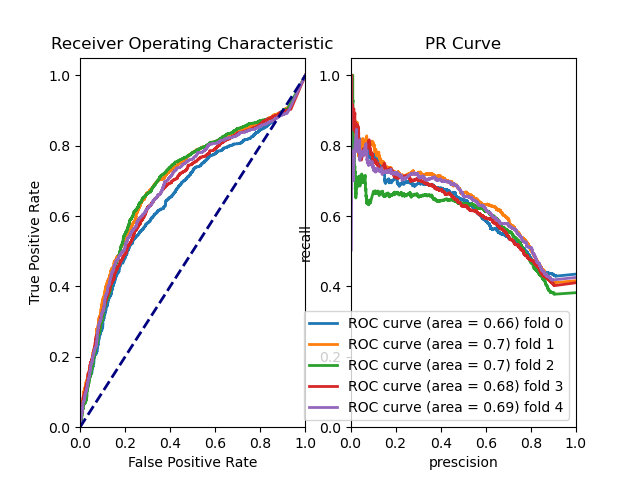 Receiver Operating Characteristic
PR Curve
1.0
0.8
0.6
0.4
0.2
0.0
True Positive Rate
0.0 0.2 0.4 0.6 0.8 1.0
False Positive Rate
1.0
0.8
0.6
0.4
0.2
0.0
recall
0.0 0.2 0.4 0.6 0.8 1.0
prescision
ROC curve (area = 0.66) fold 0
ROC curve (area = 0.7) fold 1
ROC curve (area = 0.7) fold 2
ROC curve (area = 0.68) fold 3
ROC curve (area = 0.69) fold 4